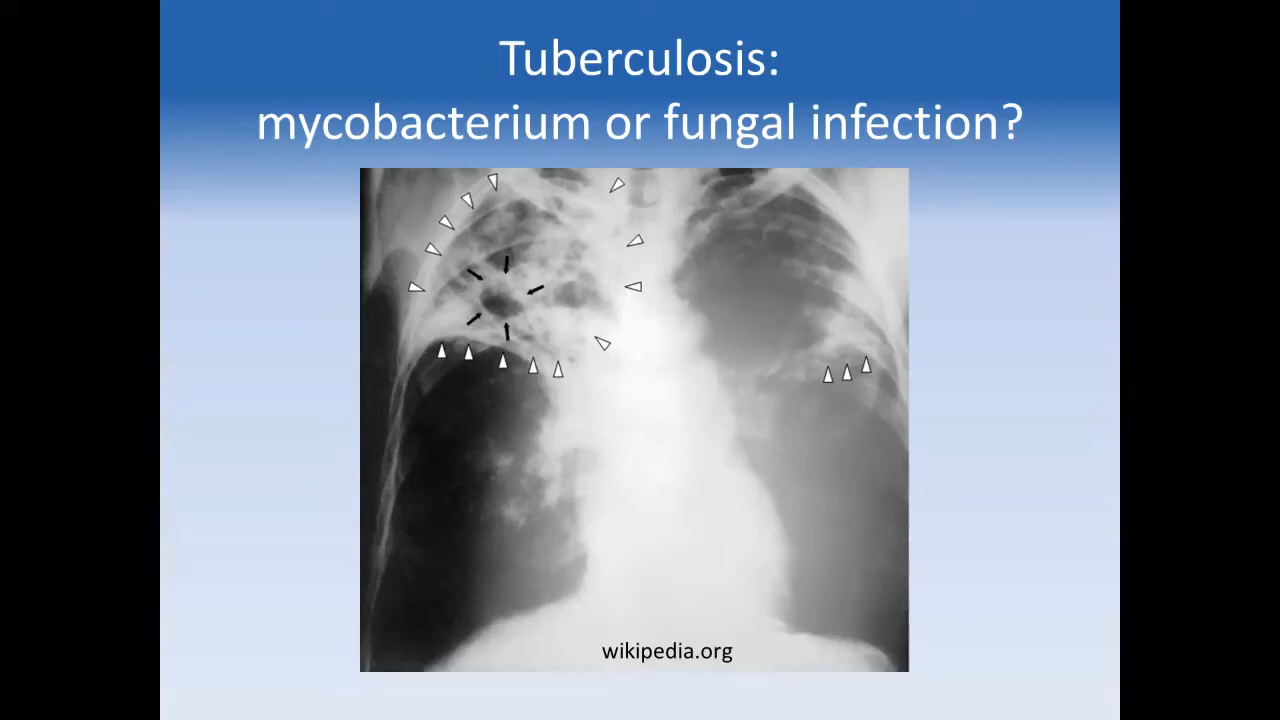 Tuberculosis:
mycobacterium or fungal infection?
wikipedia.org